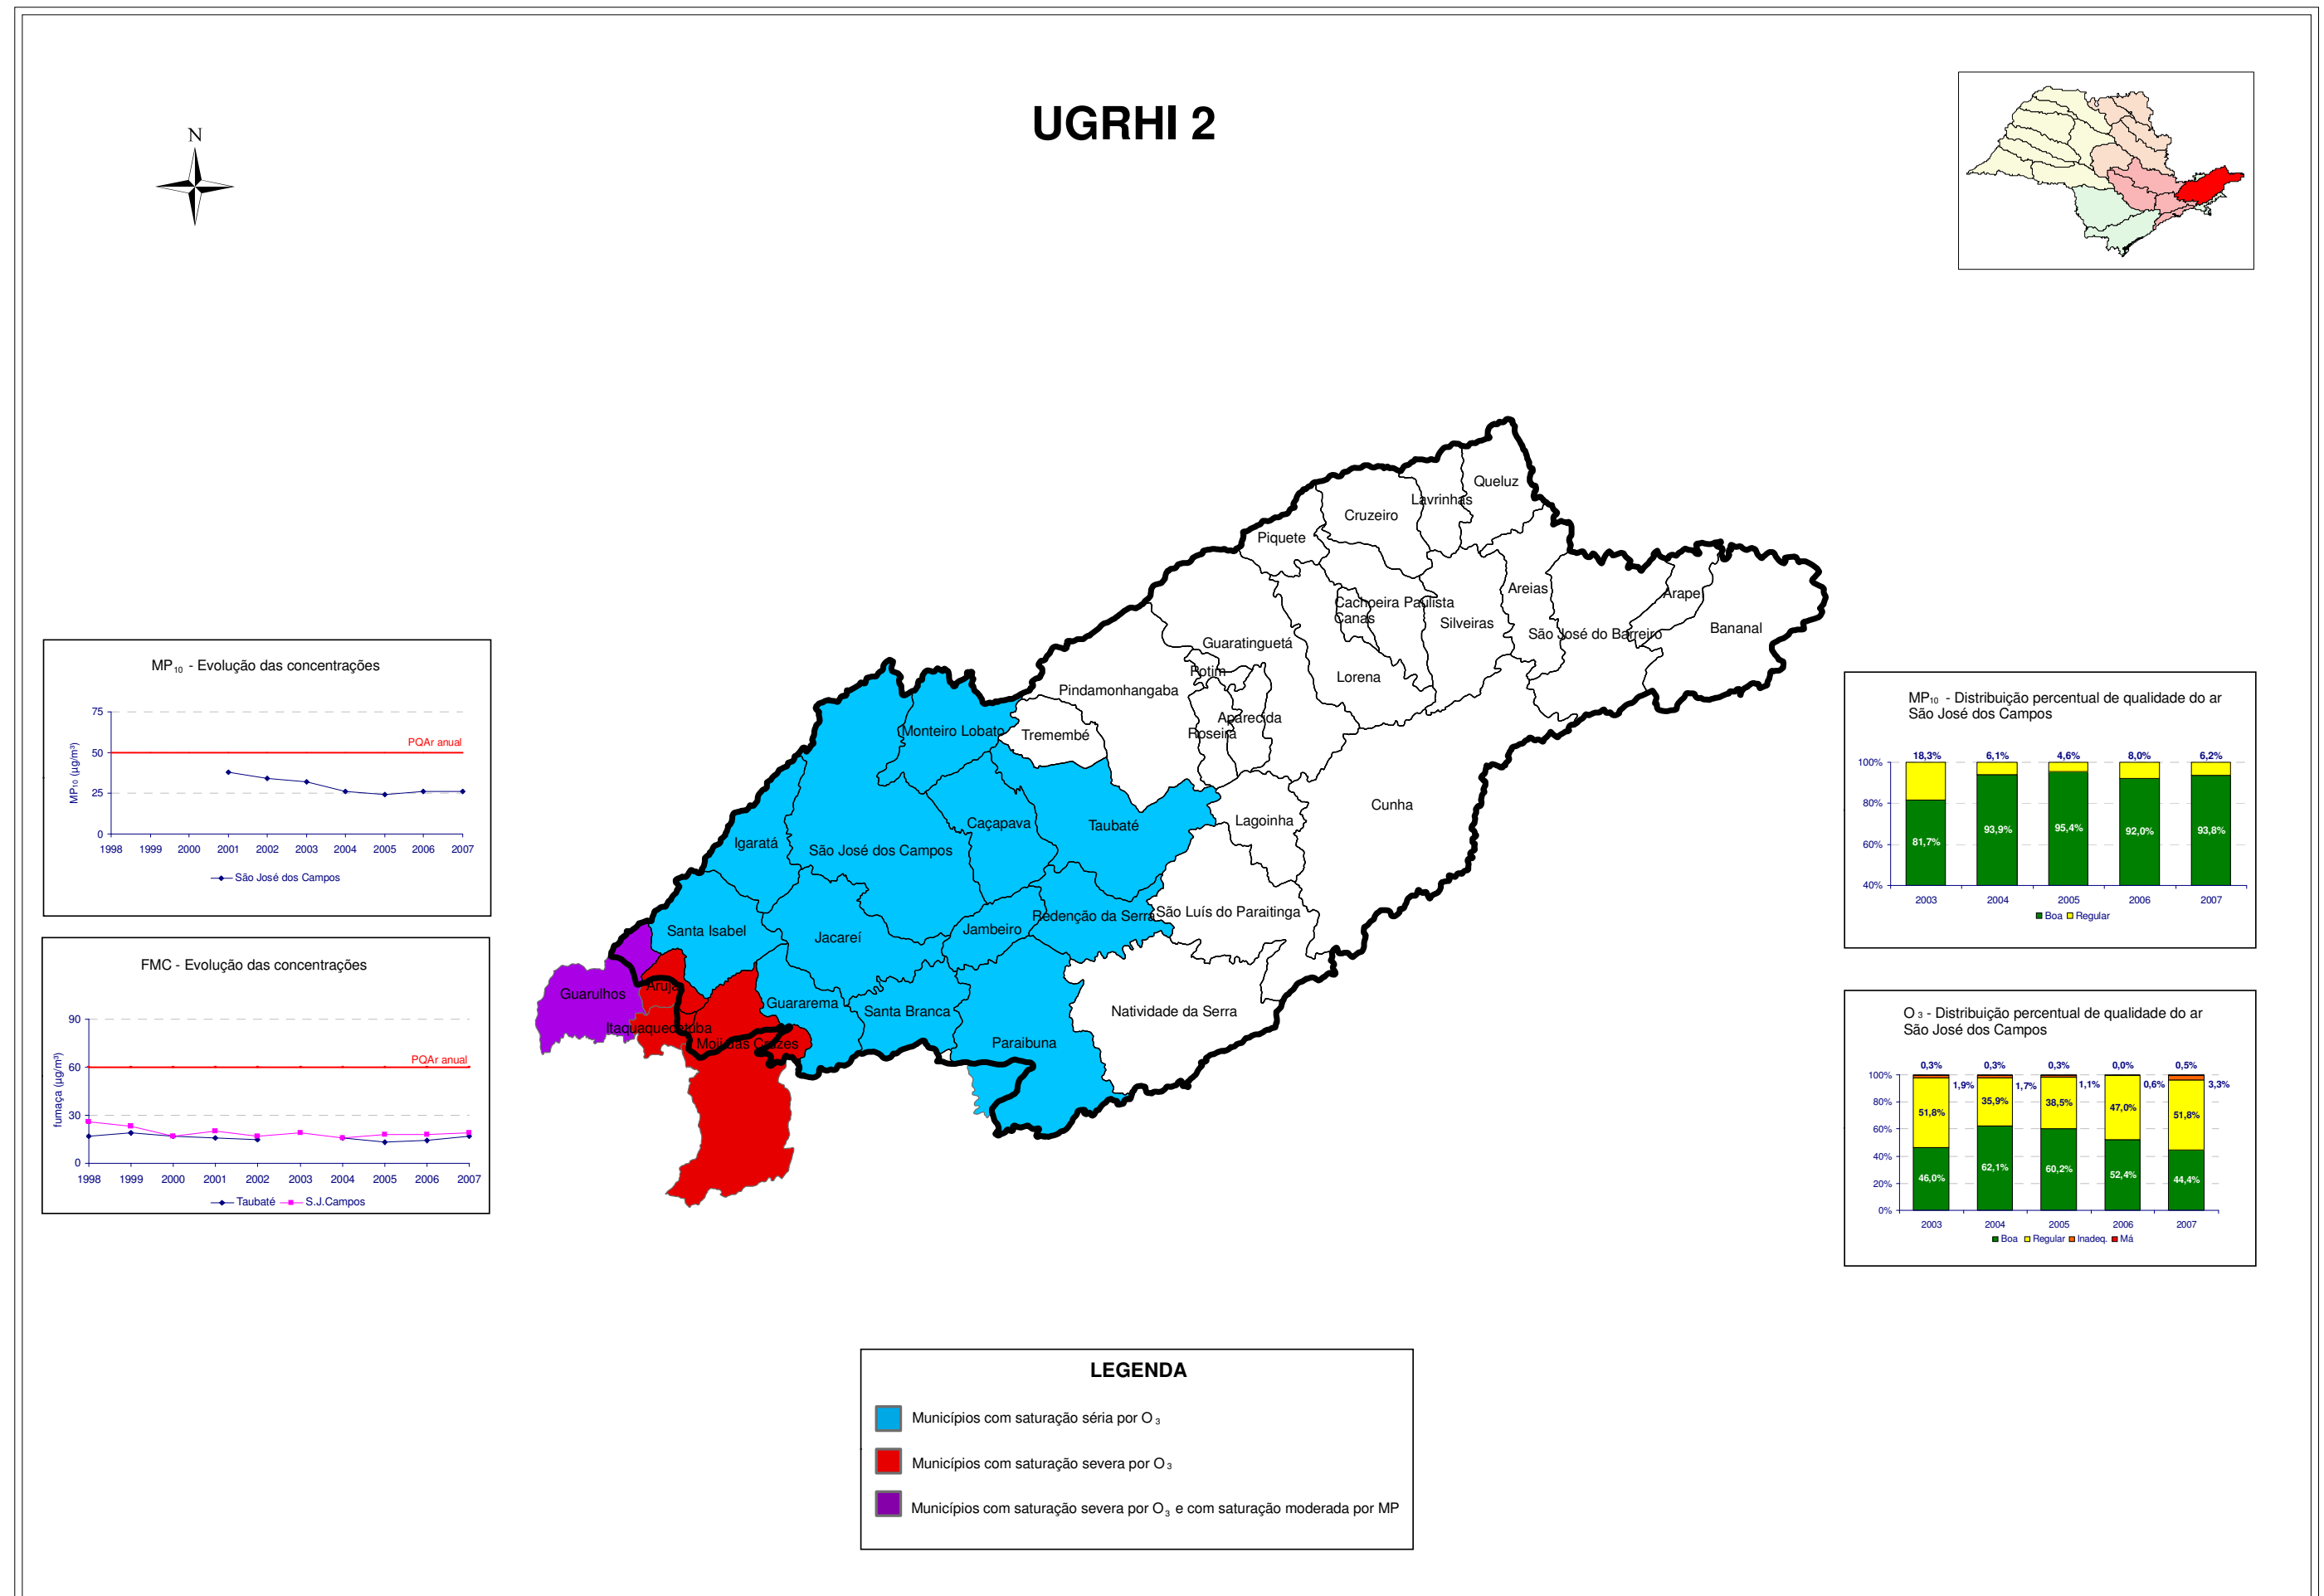 UGRHI 2
N
Queluz
Lavrinhas
Cruzeiro
Piquete
Areias
Arape
Cachoeira Paulista
Canas
Silveiras
São José do Barreiro
Bananal
Guaratinguetá
Potim
Lorena
Pindamonhangaba
Aparecida
Roseira
Monteiro Lobato
Tremembé
Cunha
Caçapava
Taubaté
Lagoinha
Igaratá
São José dos Campos
Redenção da Serra
São Luís do Paraitinga
Santa Isabel
Jacareí
Jambeiro
Arujá
Guarulhos
Guararema
Santa Branca
Natividade da Serra
Itaquaquecetuba
Moji das Cruzes
Paraibuna
MP10 - Evolução das concentrações
75
50
25
0
MP10 (µg/m³)
PQAr anual
1998 1999 2000 2001 2002 2003 2004 2005 2006 2007
São José dos Campos
FMC - Evolução das concentrações
90
60
30
0
fumaça (µg/m³)
PQAr anual
1998 1999 2000 2001 2002 2003 2004 2005 2006 2007
Taubaté S.J.Campos
MP10 - Distribuição percentual de qualidade do ar
São José dos Campos
18,3% 6,1% 4,6% 8,0% 6,2%
100%
80%
60%
40%
81,7% 93,9% 95,4% 92,0% 93,8%
2003 2004 2005 2006 2007
Boa Regular
O3 - Distribuição percentual de qualidade do ar
São José dos Campos
0,3% 0,3% 0,3% 0,0% 0,5%
1,9% 1,7% 1,1% 0,6% 3,3%
100%
80%
60%
40%
20%
0%
51,8% 35,9% 38,5% 47,0% 51,8%
46,0% 62,1% 60,2% 52,4% 44,4%
2003 2004 2005 2006 2007
Boa Regular Inadeq. Má
LEGENDA
Municípios com saturação séria por O3
Municípios com saturação severa por O3
Municípios com saturação severa por O3 e com saturação moderada por MP